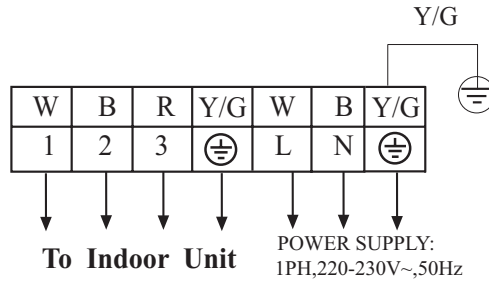 Y/G
W B R Y/G W B Y/G
1 2 3 L N
To Indoor Unit
POWER SUPPLY:
1PH,220-230V~,50Hz